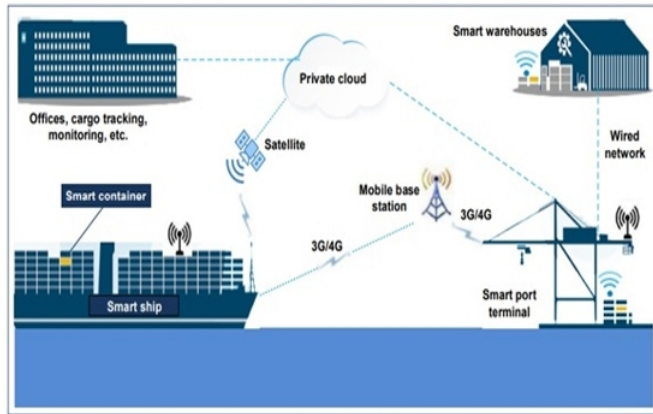 Smart warehouses
Private cloud
Offices, cargo tracking,
monitoring, etc.
Satellite
Wired
network
Smart container
Mobile base
station
3G/4G
3G/4G
Smart ship
Smart port
terminal